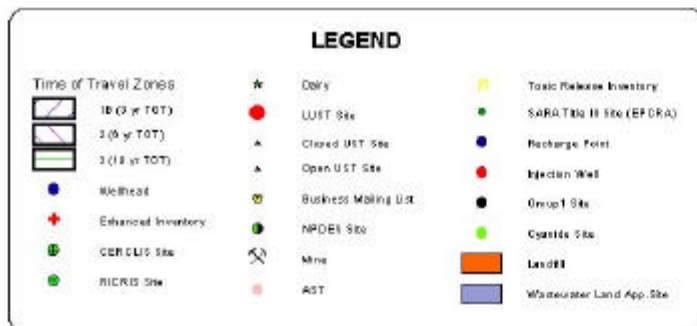 LEGEND
Time of Travel Zones
1B (3 yr TOT)
2 (6 yr TOT)
3 (10 yr TOT)
Wellhead
Enhanced Inventory
CERCLIS Site
RICRIS Site
Dairy
LUST Site
Closed UST Site
Open UST Site
Business Mailing List
NPDES Site
Mine
AST
Toxic Release Inventory
SARA Title III Site (EPCRA)
Recharge Point
Injection Well
Group 1 Site
Cyanide Site
Landfill
Wastewater Land App. Site